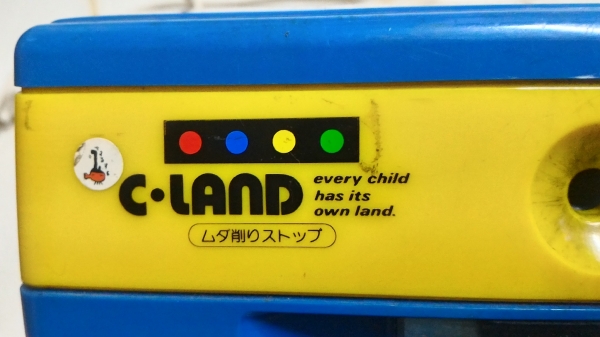 C·LAND
every child
has its
own land.
ムダ削りストップ